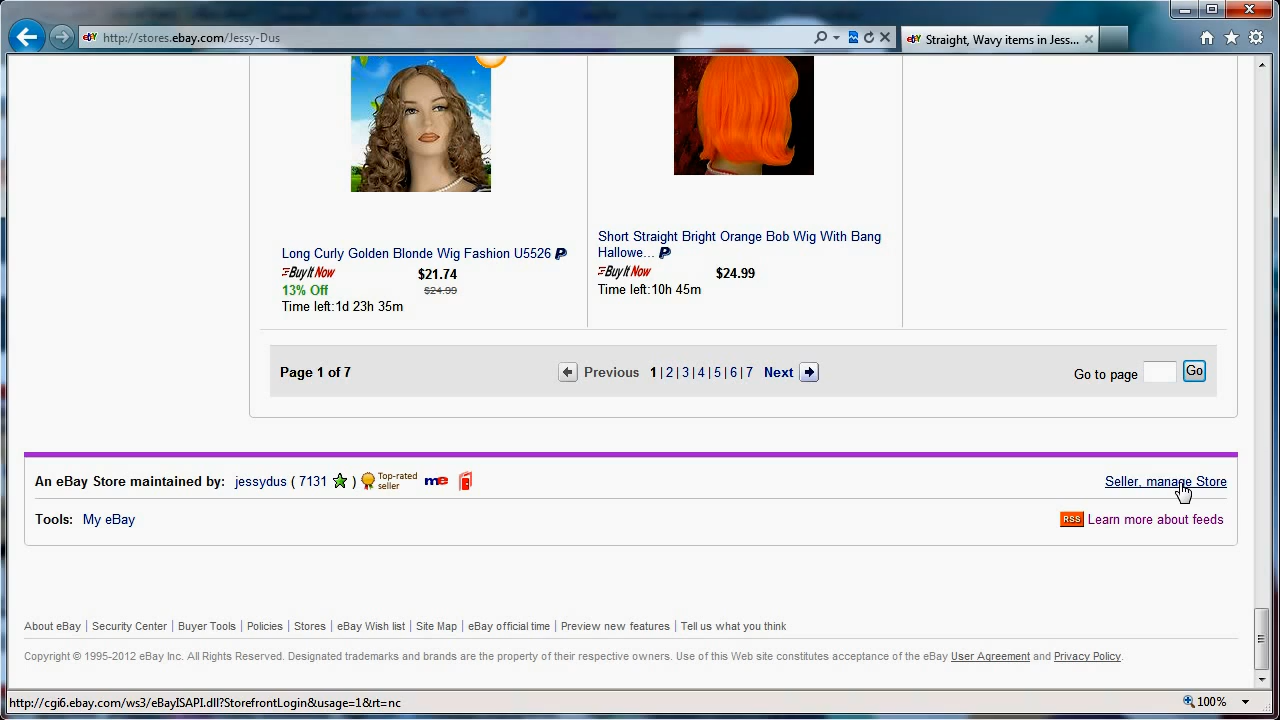 http://stores.ebay.com/Jessy-Dus
Straight, Wavy items in Jess...
Long Curly Golden Blonde Wig Fashion U5526
Buy It Now $21.74
13% Off $24.99
Time left:1d 23h 35m
Short Straight Bright Orange Bob Wig With Bang
Hallowe...
Buy It Now $24.99
Time left:10h 45m
Page 1 of 7 Previous 1 | 2 | 3 | 4 | 5 | 6 | 7 Next Go to page Go
An eBay Store maintained by: jessydus ( 7131 ) Top-rated seller me Seller, manage Store
Tools: My eBay RSS Learn more about feeds
About eBay | Security Center | Buyer Tools | Policies | Stores | eBay Wish list | Site Map | eBay official time | Preview new features | Tell us what you think
Copyright © 1995-2012 eBay Inc. All Rights Reserved. Designated trademarks and brands are the property of their respective owners. Use of this Web site constitutes acceptance of the eBay User Agreement and Privacy Policy.
http://cgi6.ebay.com/ws3/eBayISAPI.dll?StorefrontLogin&usage=1&rt=nc 100%